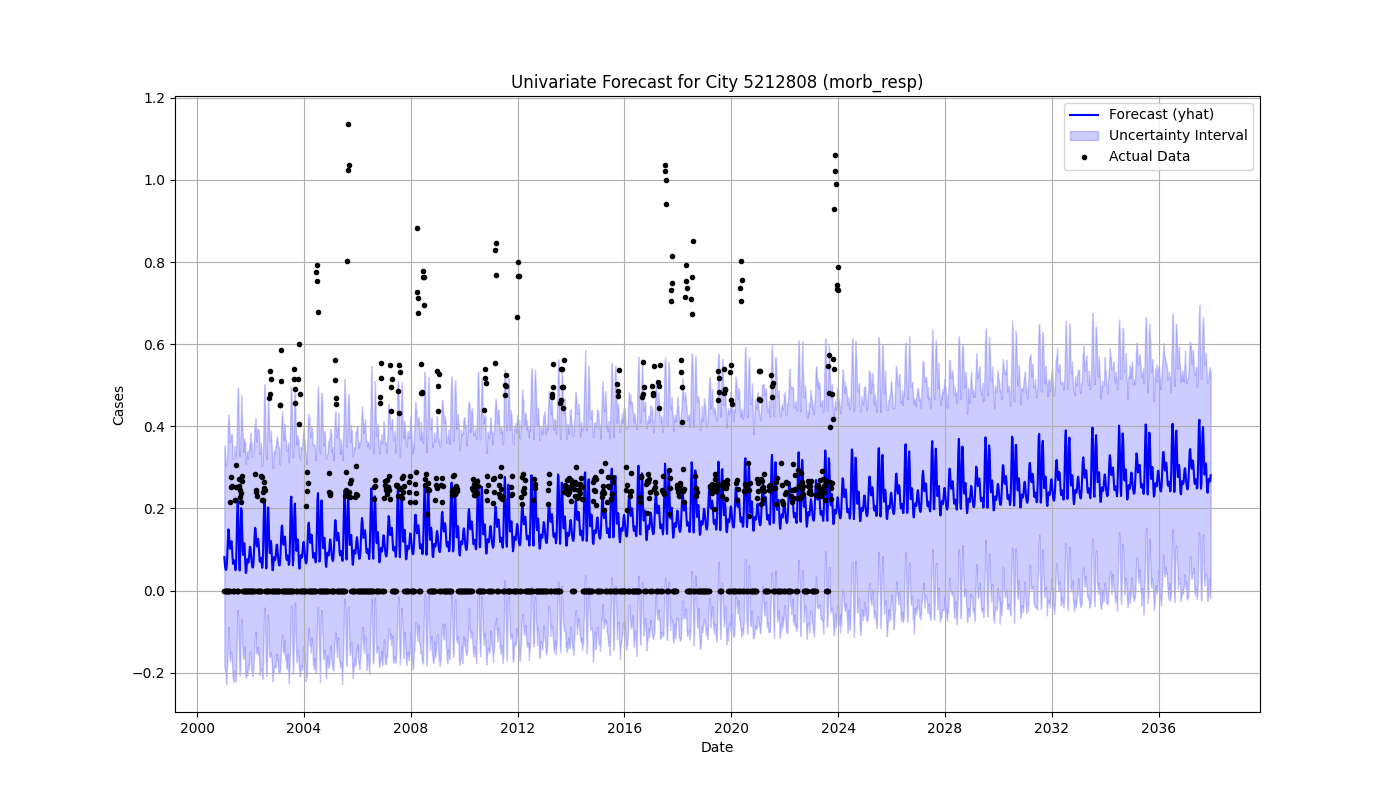 Univariate Forecast for City 5212808 (morb_resp)
Forecast (yhat)
Uncertainty Interval
Actual Data
Cases
1.2
1.0
0.8
0.6
0.4
0.2
0.0
−0.2
2000 2004 2008 2012 2016 2020 2024 2028 2032 2036
Date